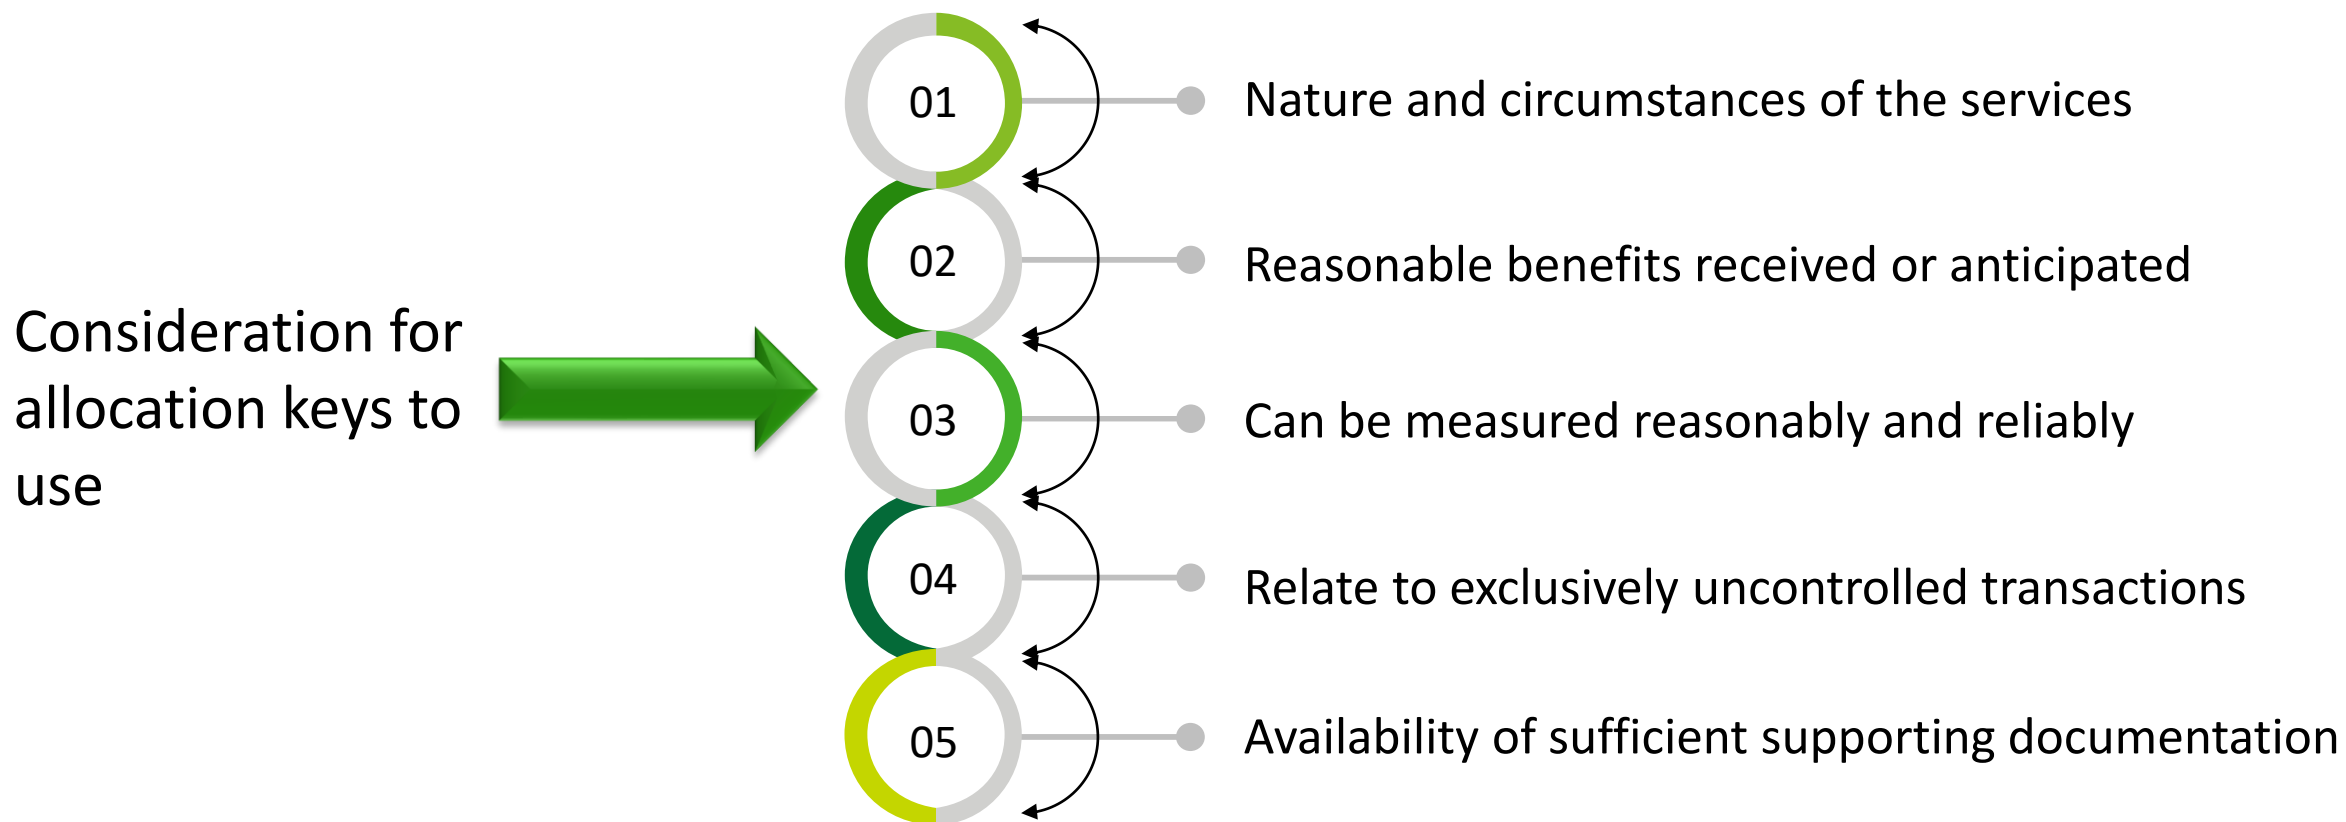 Consideration for
allocation keys to
use
01
Nature and circumstances of the services
02
Reasonable benefits received or anticipated
03
Can be measured reasonably and reliably
04
Relate to exclusively uncontrolled transactions
05
Availability of sufficient supporting documentation